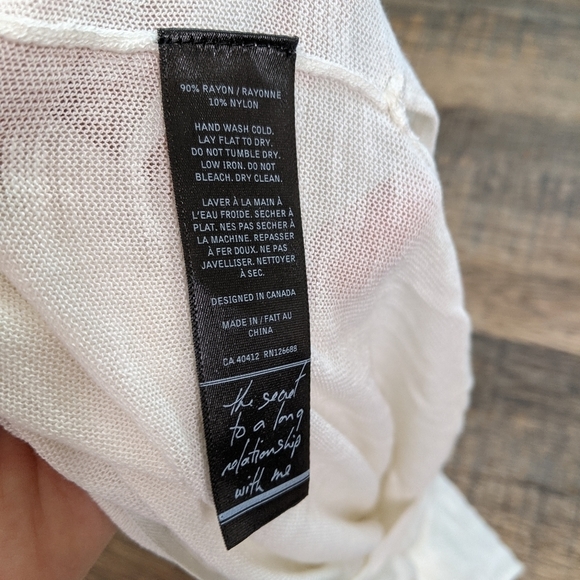 90% RAYON / RAYONNE
10% NYLON
HAND WASH COLD.
LAY FLAT TO DRY.
DO NOT TUMBLE DRY.
LOW IRON. DO NOT
BLEACH. DRY CLEAN.
LAVER À LA MAIN À
L'EAU FROIDE. SECHER À
PLAT. NES PAS SECHER À
LA MACHINE. REPASSER
À FER DOUX. NE PAS
JAVELLISER. NETTOYER
À SEC.
DESIGNED IN CANADA
MADE IN / FAIT AU
CHINA
CA 40412 RN126688
the secret
to a long
relationship
with me